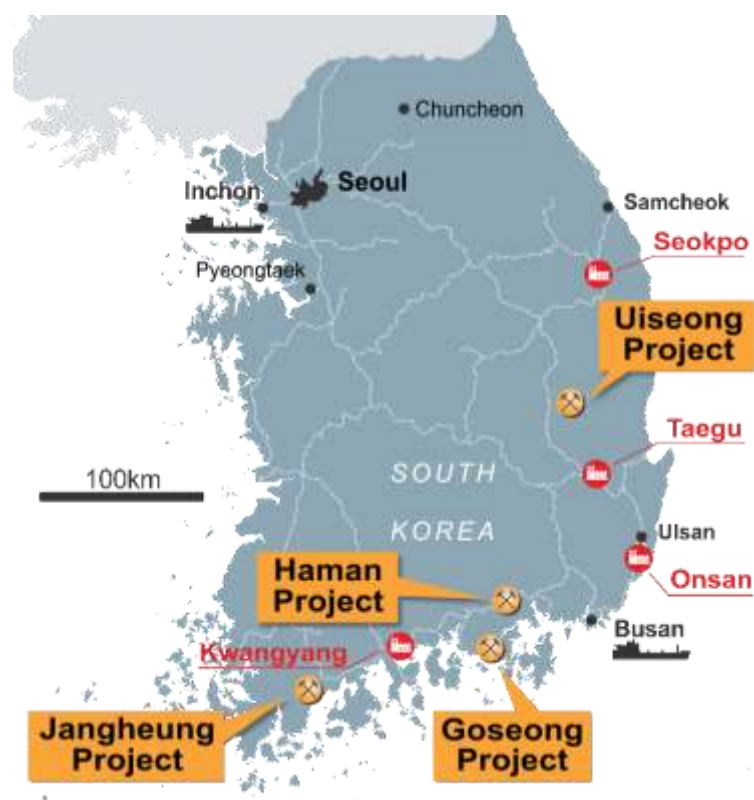 Chuncheon
Seoul
Inchon
Samcheok
Seokpo
Pyeongtaek
Uiseong
Project
Taegu
100km
SOUTH
KOREA
Ulsan
Haman
Project
Onsan
Busan
Kwangyang
Jangheung
Project
Goseong
Project